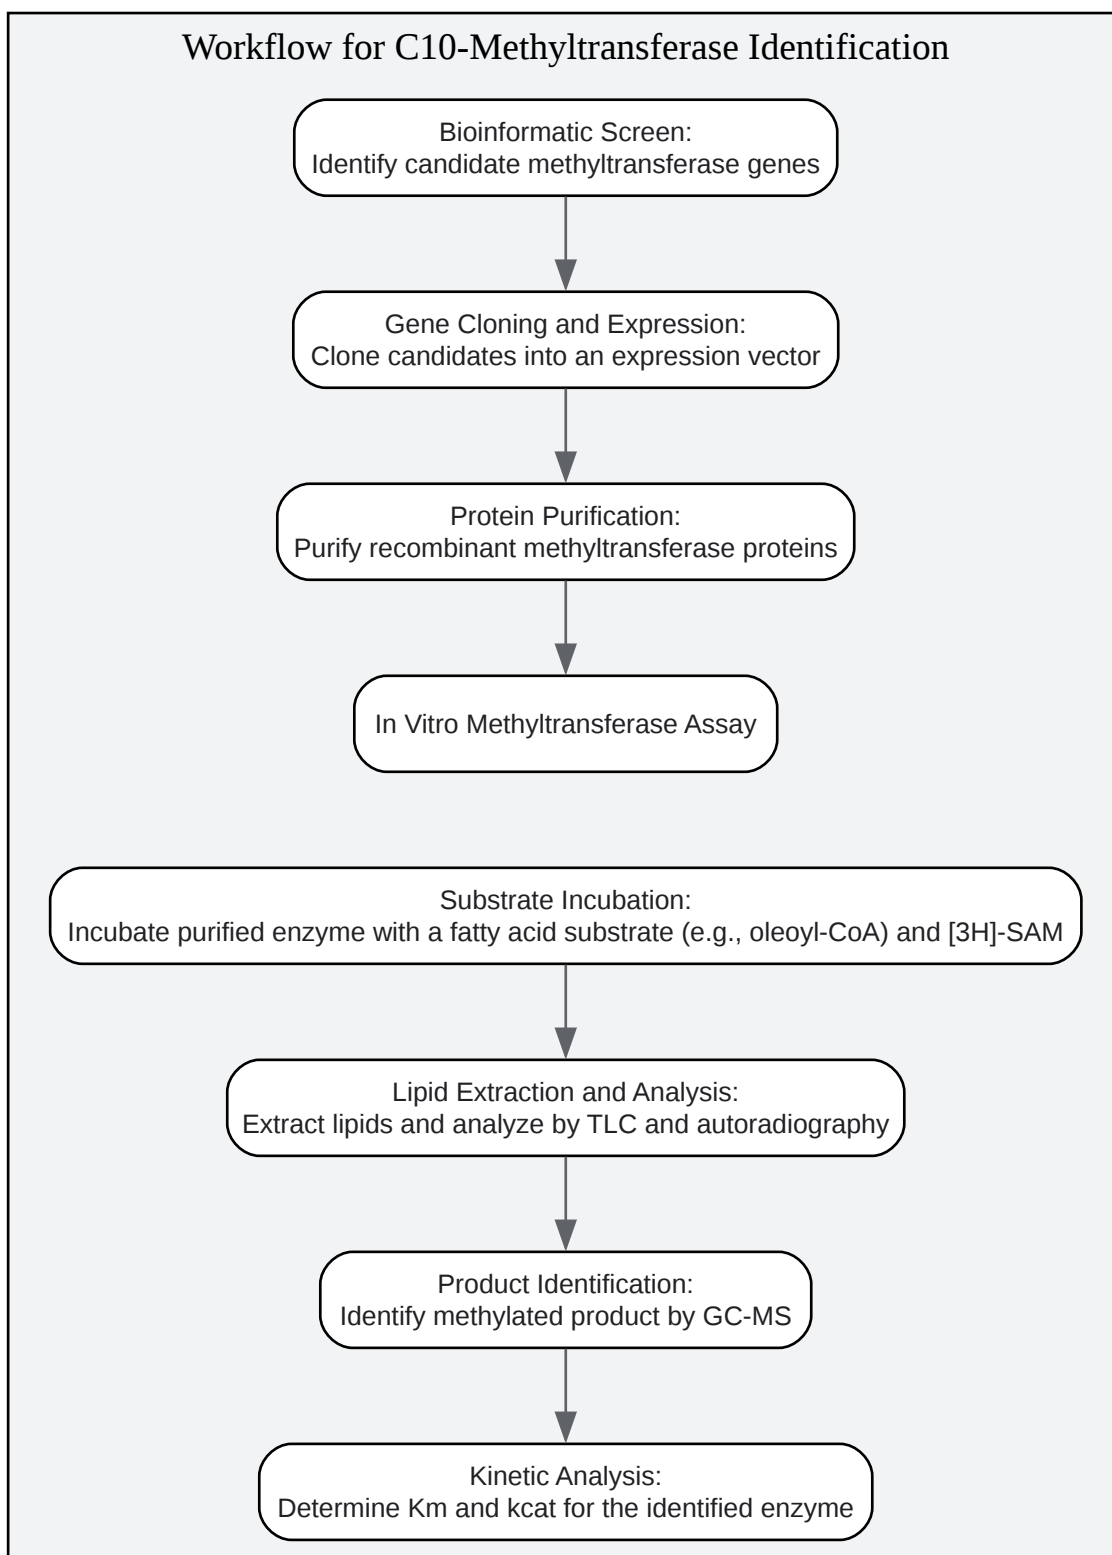 Workflow for C10-Methyltransferase Identification
Bioinformatic Screen:
Identify candidate methyltransferase genes
Gene Cloning and Expression:
Clone candidates into an expression vector
Protein Purification:
Purify recombinant methyltransferase proteins
In Vitro Methyltransferase Assay
Substrate Incubation:
Incubate purified enzyme with a fatty acid substrate (e.g., oleoyl-CoA) and [3H]-SAM
Lipid Extraction and Analysis:
Extract lipids and analyze by TLC and autoradiography
Product Identification:
Identify methylated product by GC-MS
Kinetic Analysis:
Determine Km and kcat for the identified enzyme